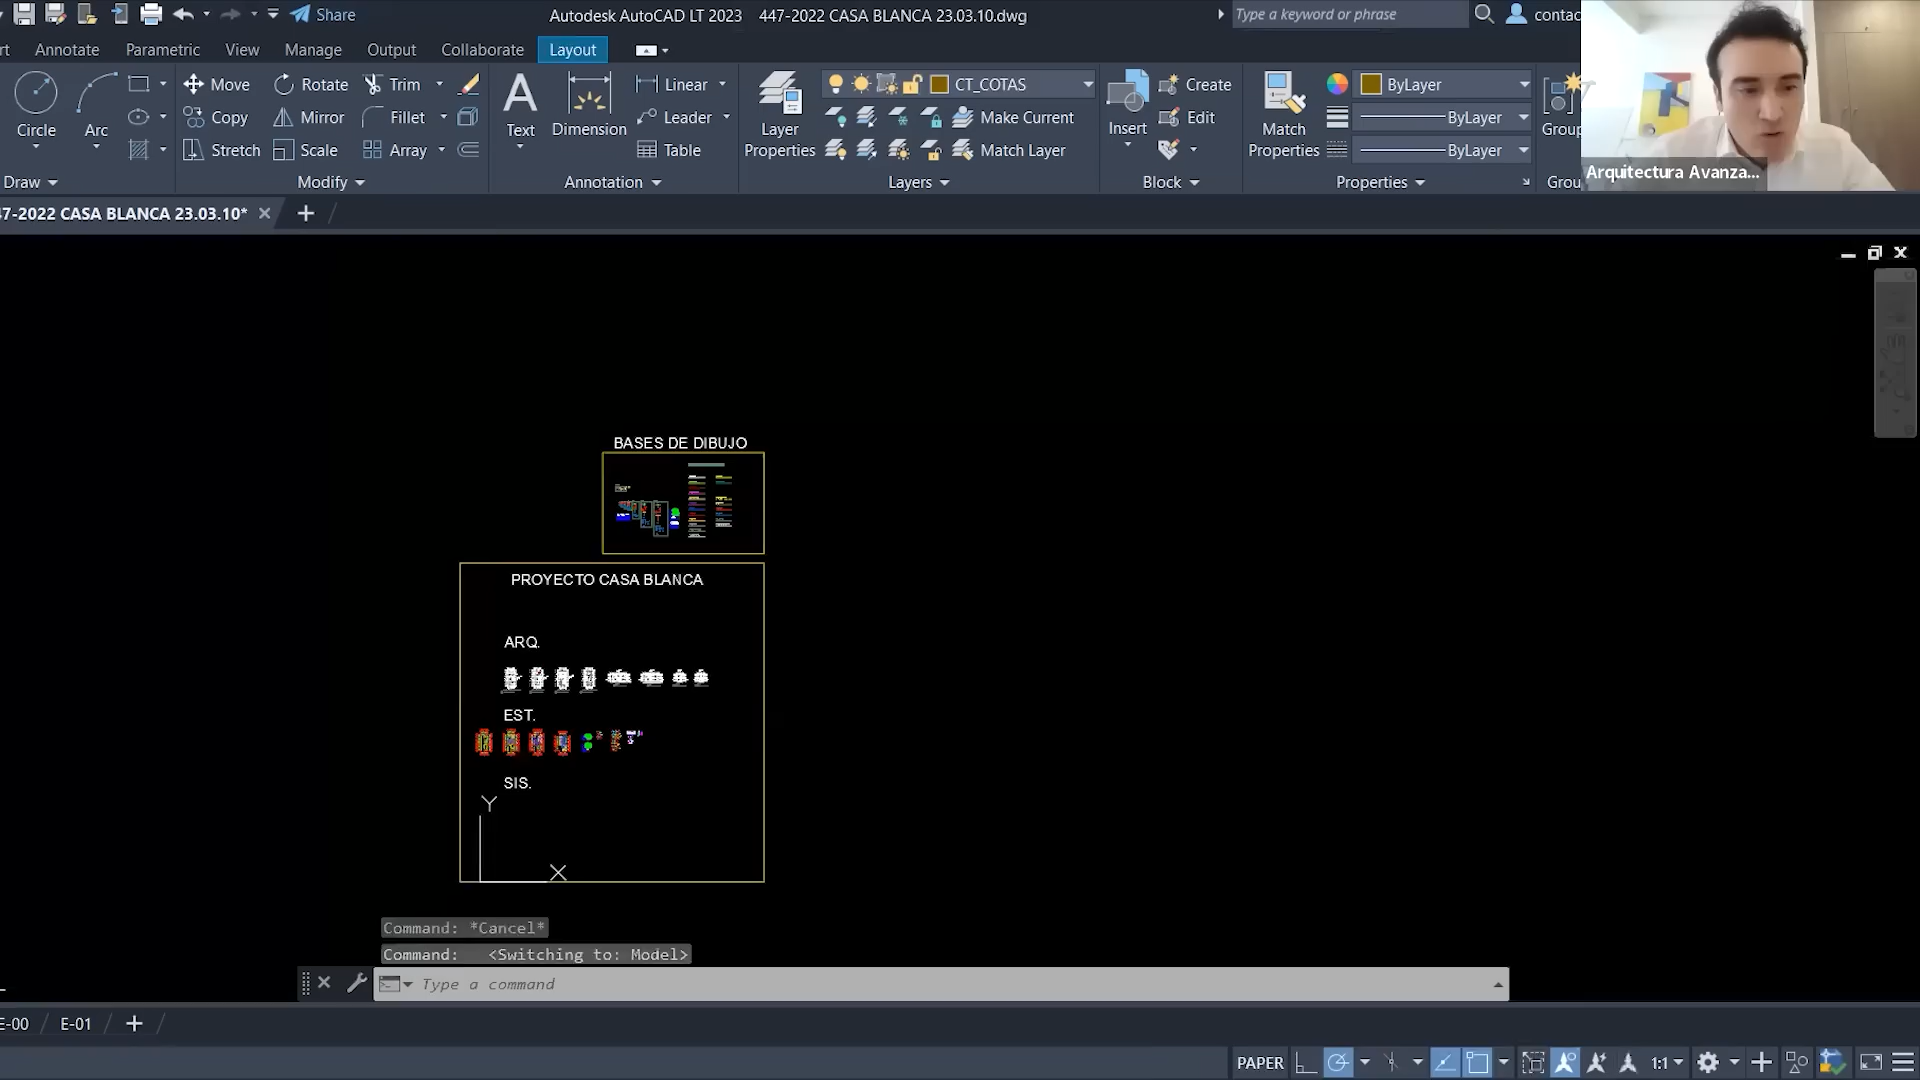 Share
Autodesk AutoCAD LT 2023 447-2022 CASA BLANCA 23.03.10.dwg
Type a keyword or phrase
contac
rt Annotate Parametric View Manage Output Collaborate Layout
Circle
Arc
Draw
Move Rotate Trim
Copy Mirror Fillet
Stretch Scale Array
Modify
Text
Dimension
Linear
Leader
Table
Annotation
Layer
Properties
CT_COTAS
Make Current
Match Layer
Layers
Insert
Create
Edit
Block
Match
Properties
ByLayer
ByLayer
ByLayer
Properties
Group
Grou
Arquitectura Avanza...
47-2022 CASA BLANCA 23.03.10*
BASES DE DIBUJO
PROYECTO CASA BLANCA
ARQ.
EST.
SIS.
Y
X
Command: *Cancel*
Command: <Switching to: Model>
Type a command
E-00 E-01
PAPER
1:1